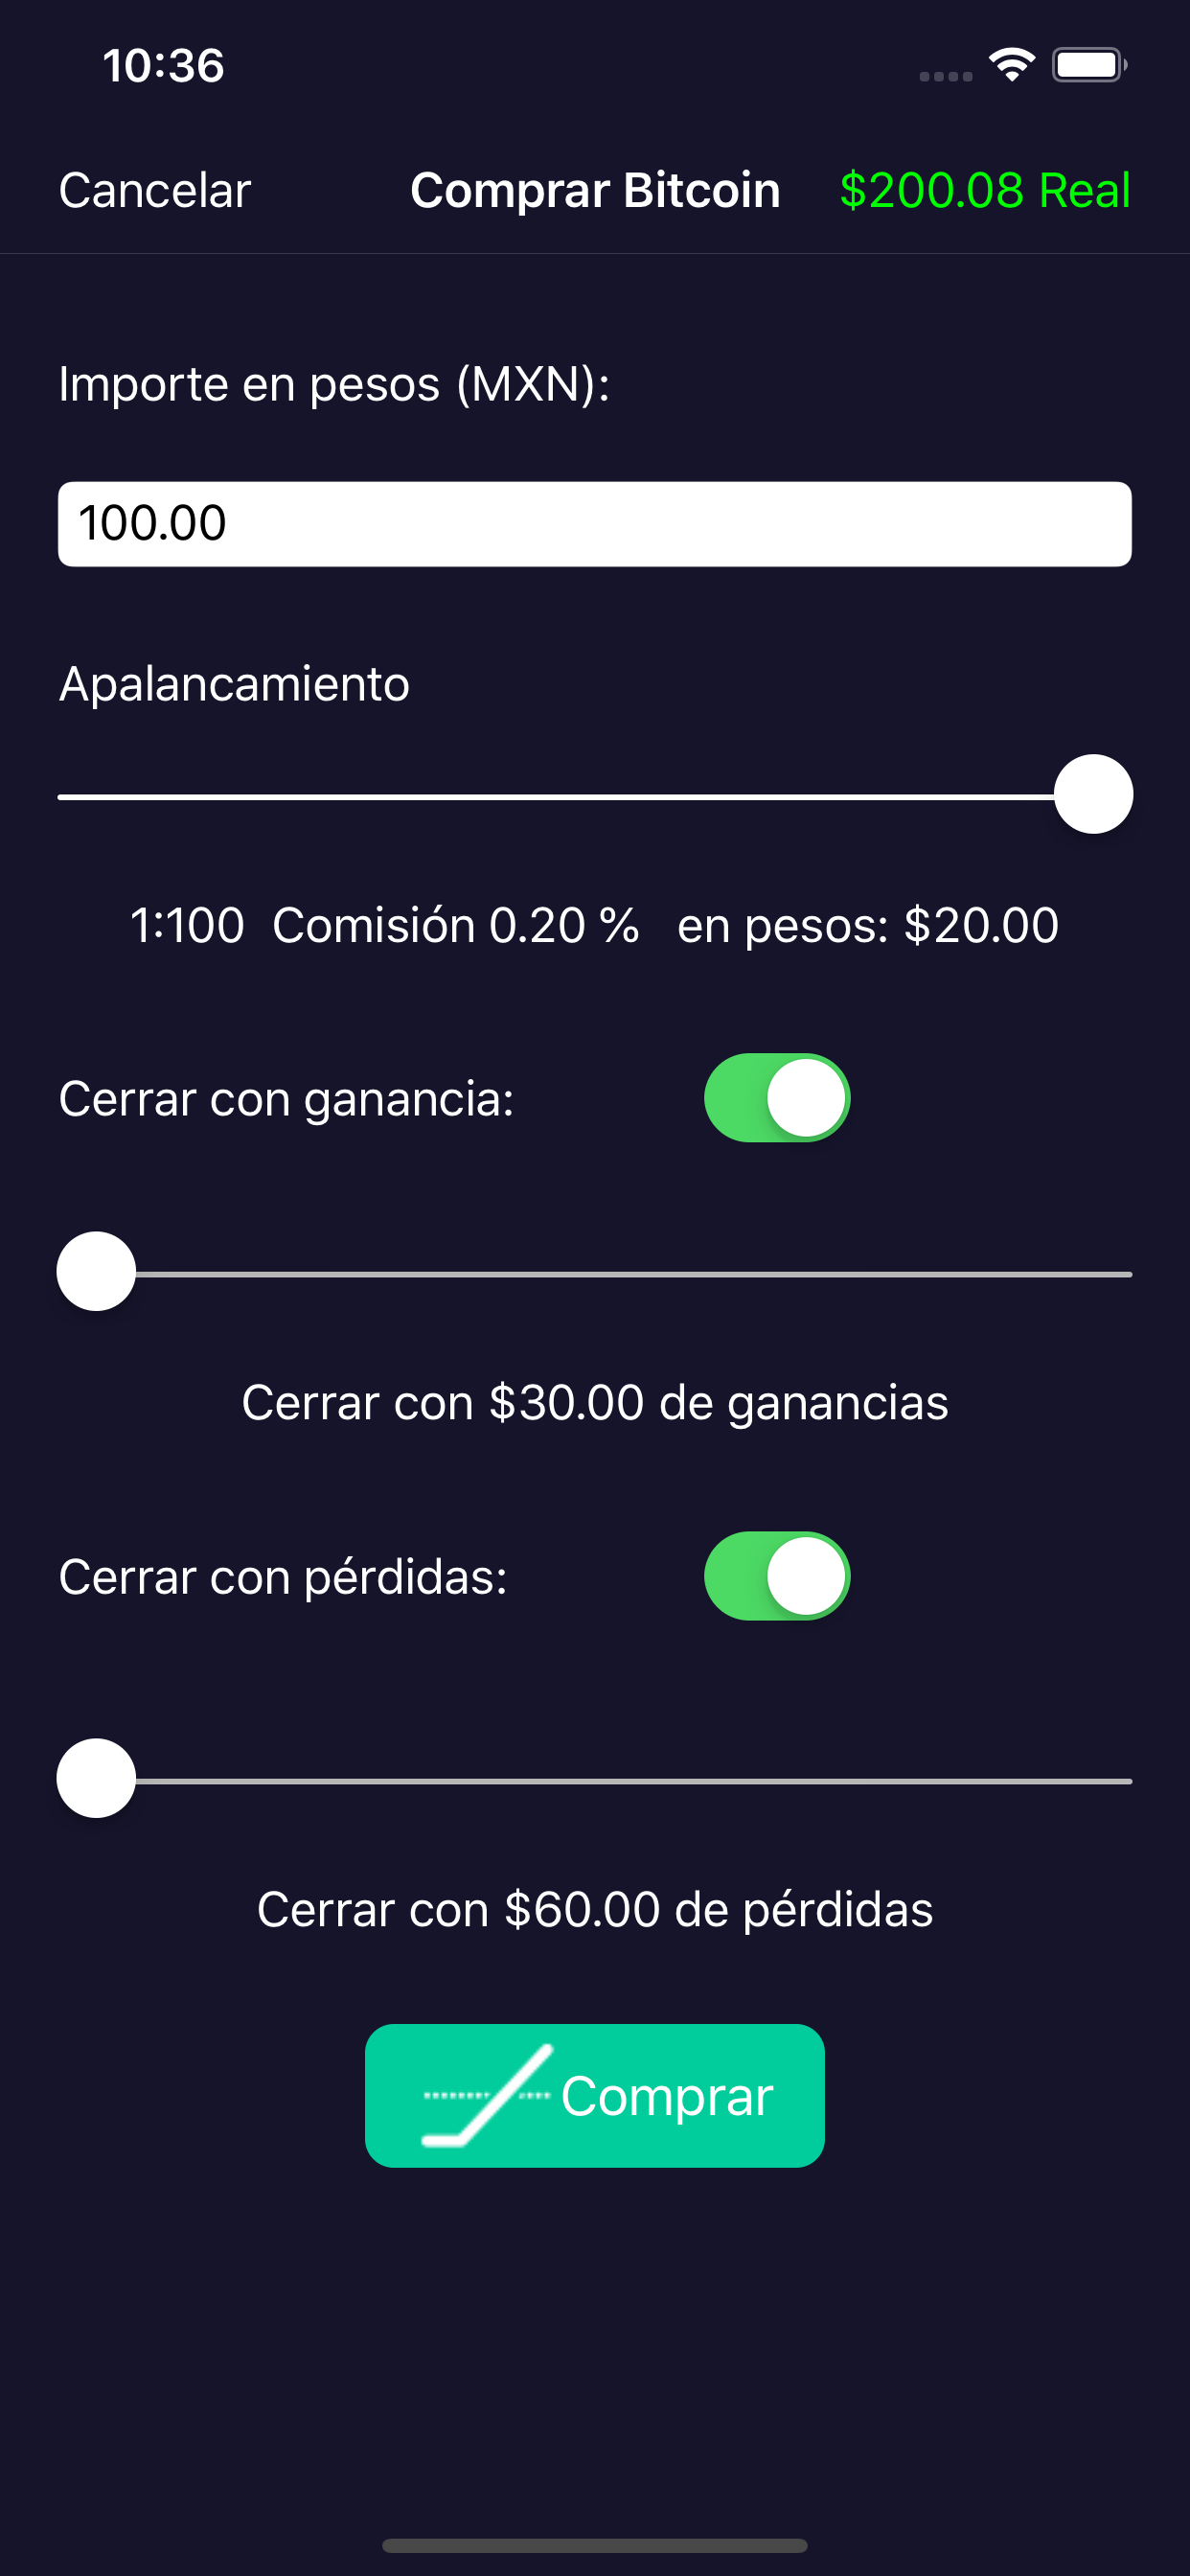 10:36
Cancelar Comprar Bitcoin $200.08 Real
Importe en pesos (MXN):
100.00
Apalancamiento
1:100 Comisión 0.20 % en pesos: $20.00
Cerrar con ganancia:
Cerrar con $30.00 de ganancias
Cerrar con pérdidas:
Cerrar con $60.00 de pérdidas
Comprar